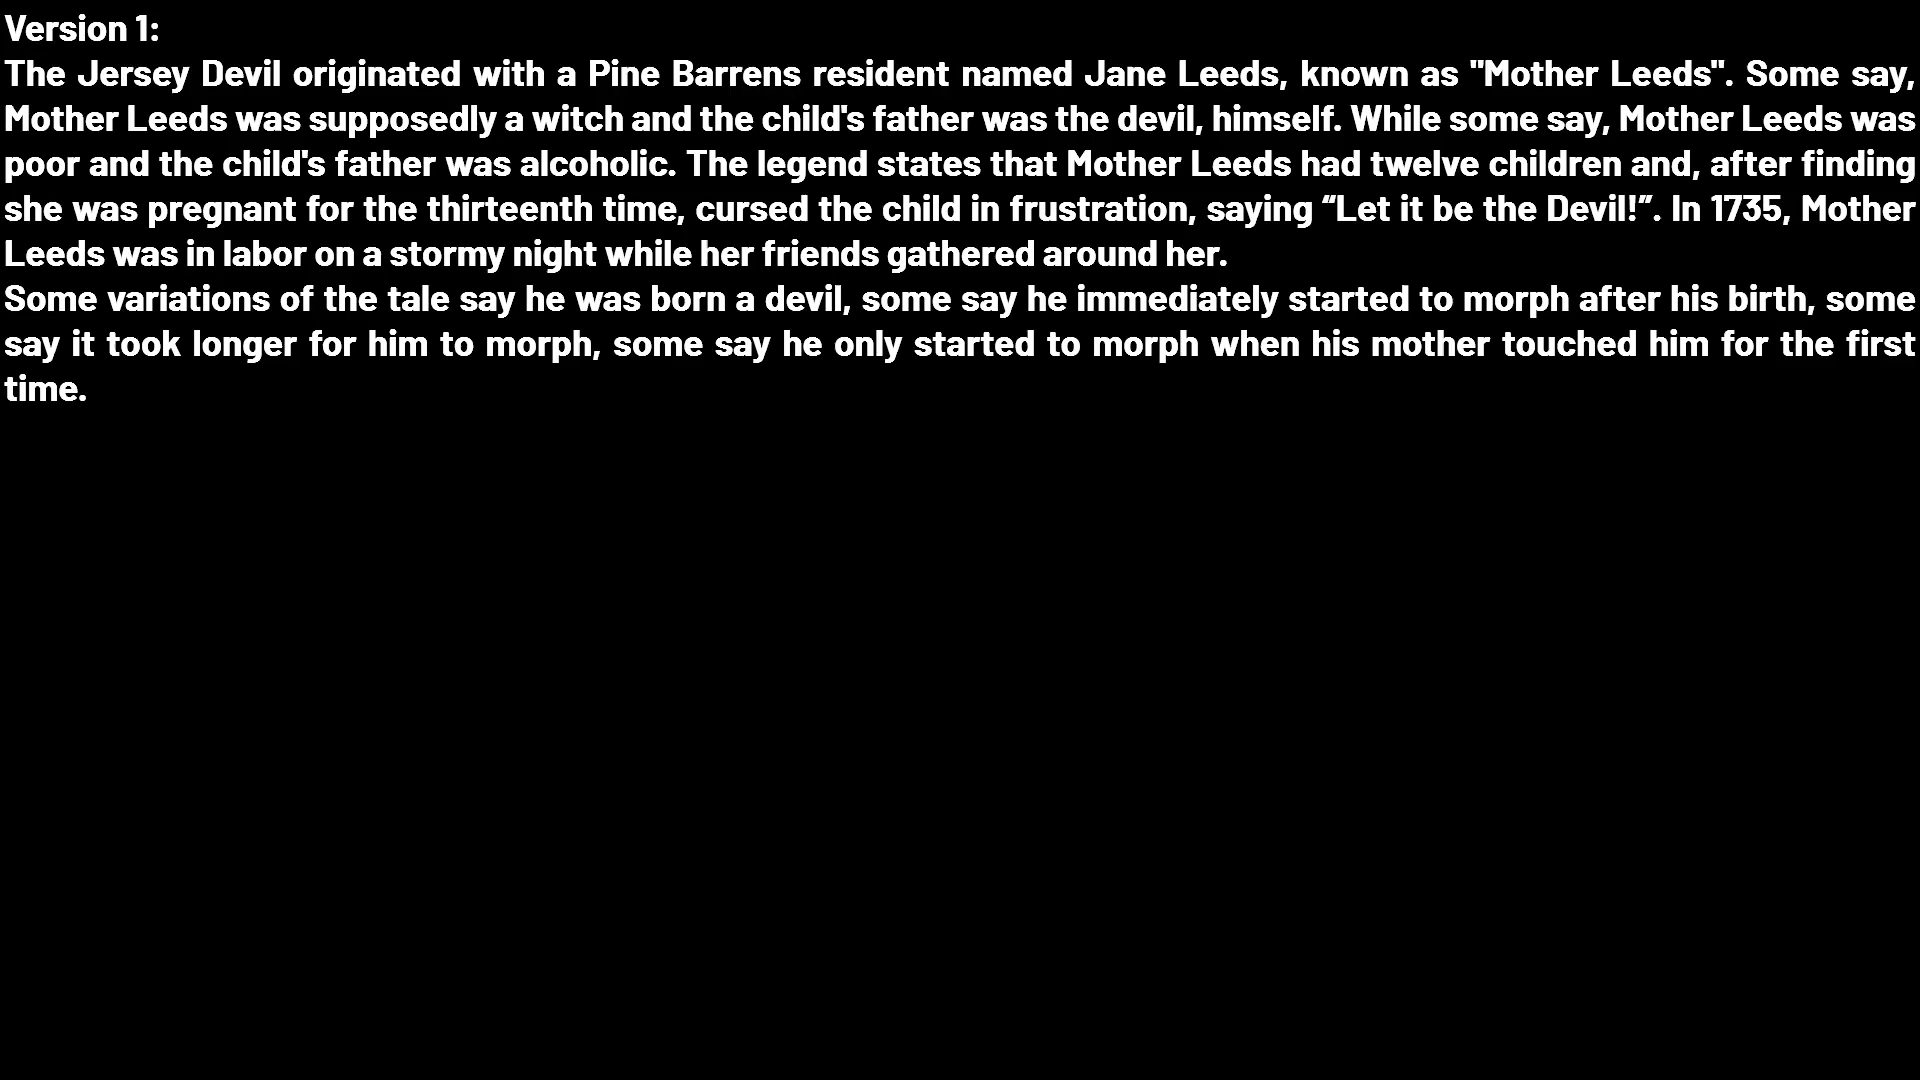 Version 1:
The Jersey Devil originated with a Pine Barrens resident named Jane Leeds, known as "Mother Leeds". Some say,
Mother Leeds was supposedly a witch and the child's father was the devil, himself. While some say, Mother Leeds was
poor and the child's father was alcoholic. The legend states that Mother Leeds had twelve children and, after finding
she was pregnant for the thirteenth time, cursed the child in frustration, saying “Let it be the Devil!”. In 1735, Mother
Leeds was in labor on a stormy night while her friends gathered around her.
Some variations of the tale say he was born a devil, some say he immediately started to morph after his birth, some
say it took longer for him to morph, some say he only started to morph when his mother touched him for the first
time.